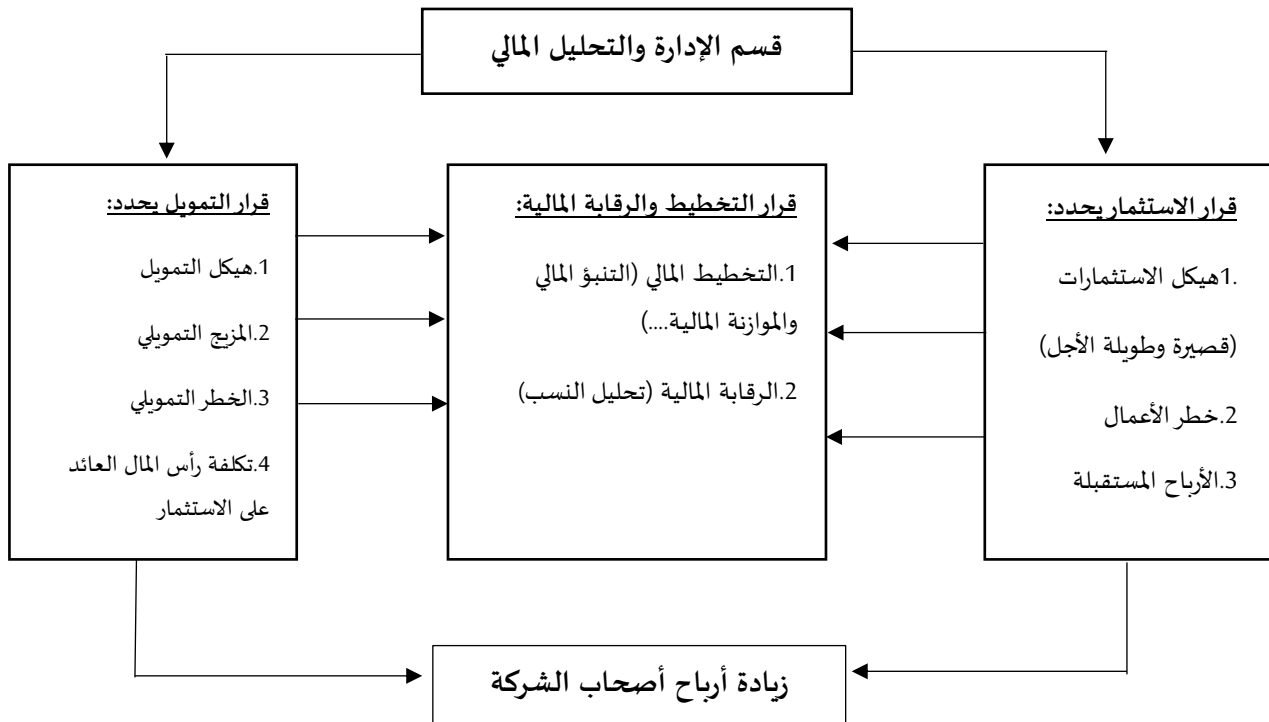 قسم الإدارة والتحليل المالي
قرار الاستثمار يحدد:
1.هيكل الاستثمارات
(قصيرة وطويلة الأجل)
2.خطر الأعمال
3.الأرباح المستقبلة
قرار التخطيط والرقابة المالية:
1.التخطيط المالي (التنبؤ المالي
والموازنة المالية....)
2.الرقابة المالية (تحليل النسب)
قرار التمويل يحدد:
1.هيكل التمويل
2.المزيج التمويلي
3.الخطر التمويلي
4.تكلفة رأس المال العائد
على الاستثمار
زيادة أرباح أصحاب الشركة